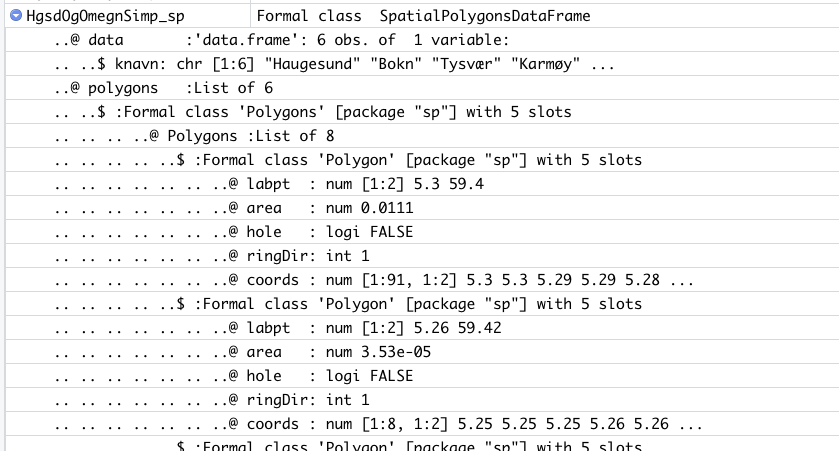 HgsdOgOmegnSimp_sp Formal class SpatialPolygonsDataFrame
..@ data :'data.frame': 6 obs. of 1 variable:
.. ..$ knavn: chr [1:6] "Haugesund" "Bokn" "Tysvær" "Karmøy" ...
..@ polygons :List of 6
.. ..$ :Formal class 'Polygons' [package "sp"] with 5 slots
.. .. .. ..@ Polygons :List of 8
.. .. .. .. .. ..$ :Formal class 'Polygon' [package "sp"] with 5 slots
.. .. .. .. .. .. .. ..@ labpt : num [1:2] 5.3 59.4
.. .. .. .. .. .. .. ..@ area : num 0.0111
.. .. .. .. .. .. .. ..@ hole : logi FALSE
.. .. .. .. .. .. .. ..@ ringDir: int 1
.. .. .. .. .. .. .. ..@ coords : num [1:91, 1:2] 5.3 5.3 5.29 5.29 5.28 ...
.. .. .. .. .. ..$ :Formal class 'Polygon' [package "sp"] with 5 slots
.. .. .. .. .. .. .. ..@ labpt : num [1:2] 5.26 59.42
.. .. .. .. .. .. .. ..@ area : num 3.53e-05
.. .. .. .. .. .. .. ..@ hole : logi FALSE
.. .. .. .. .. .. .. ..@ ringDir: int 1
.. .. .. .. .. .. .. ..@ coords : num [1:8, 1:2] 5.25 5.25 5.25 5.26 5.26 ...
$ :Formal class 'Polygon' [package "sp"] with 5 slots